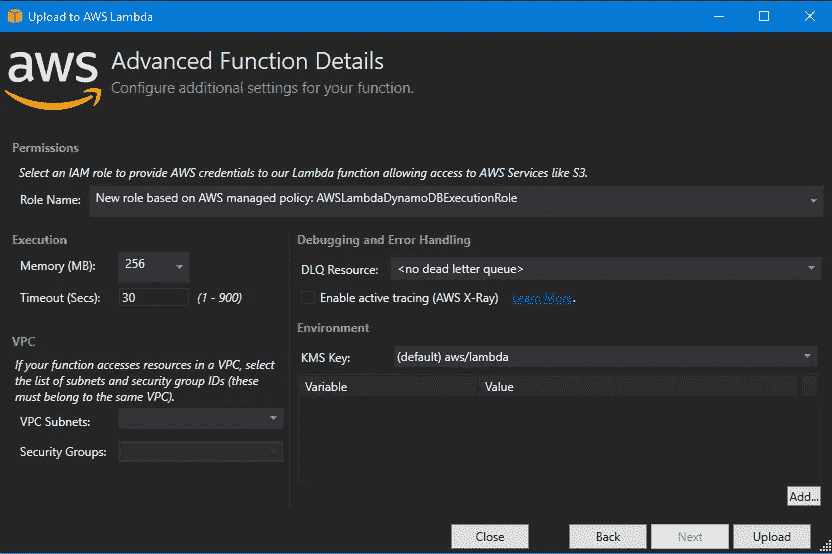 Upload to AWS Lambda
aws
Advanced Function Details
Configure additional settings for your function.
Permissions
Select an IAM role to provide AWS credentials to our Lambda function allowing access to AWS Services like S3.
Role Name: New role based on AWS managed policy: AWSLambdaDynamoDBExecutionRole
Execution
Memory (MB): 256
Timeout (Secs): 30 (1 - 900)
VPC
If your function accesses resources in a VPC, select
the list of subnets and security group IDs (these
must belong to the same VPC).
VPC Subnets:
Security Groups:
Debugging and Error Handling
DLQ Resource: <no dead letter queue>
Enable active tracing (AWS X-Ray) Learn More.
Environment
KMS Key: (default) aws/lambda
Variable Value
Add...
Close Back Next Upload